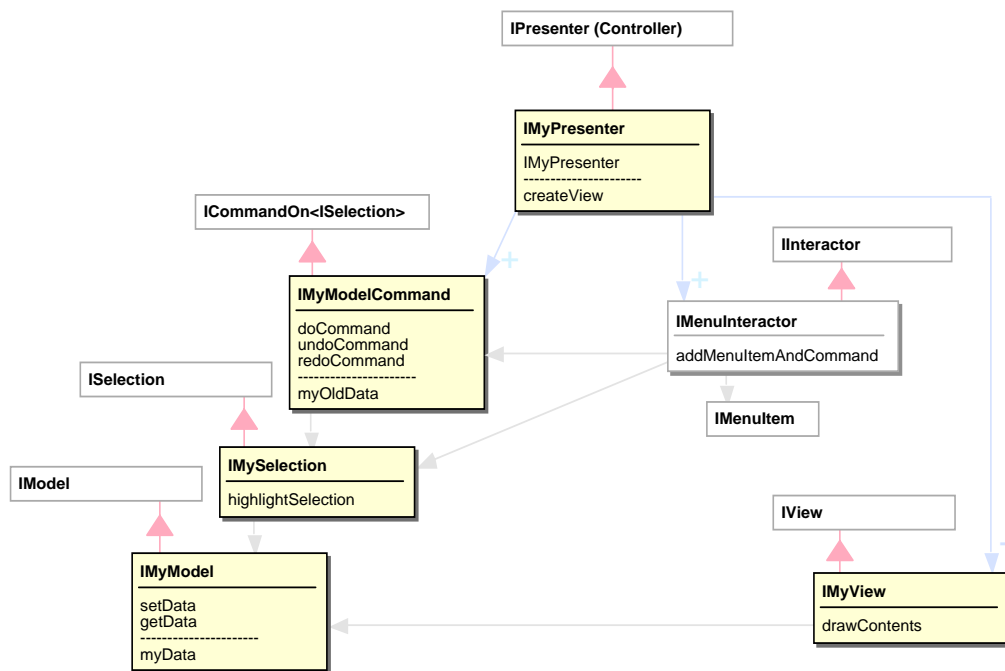 IPresenter (Controller)
IMyPresenter
IMyPresenter
----------------------
createView
ICommandOn<ISelection>
IInteractor
+
+
IMyModelCommand
doCommand
undoCommand
redoCommand
----------------------
myOldData
IMenuInteractor
addMenuItemAndCommand
ISelection
IMenuItem
IMySelection
highlightSelection
IModel
IView
IMyModel
setData
getData
----------------------
myData
IMyView
drawContents